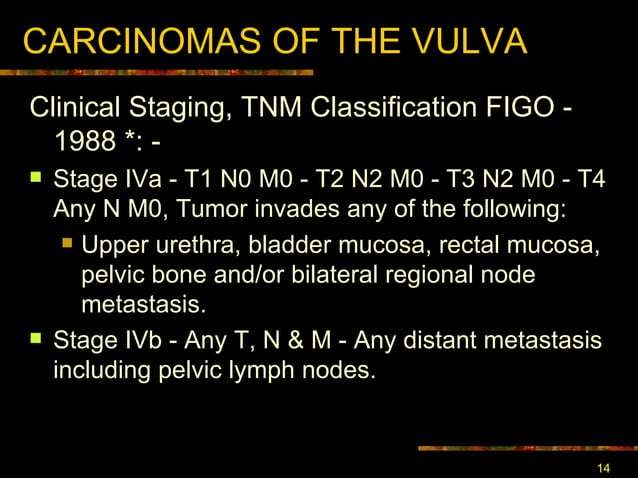 CARCINOMAS OF THE VULVA
Clinical Staging, TNM Classification FIGO -
1988 *: -
Stage IVa - T1 N0 M0 - T2 N2 M0 - T3 N2 M0 - T4
Any N M0, Tumor invades any of the following:
Upper urethra, bladder mucosa, rectal mucosa,
pelvic bone and/or bilateral regional node
metastasis.
Stage IVb - Any T, N & M - Any distant metastasis
including pelvic lymph nodes.
14